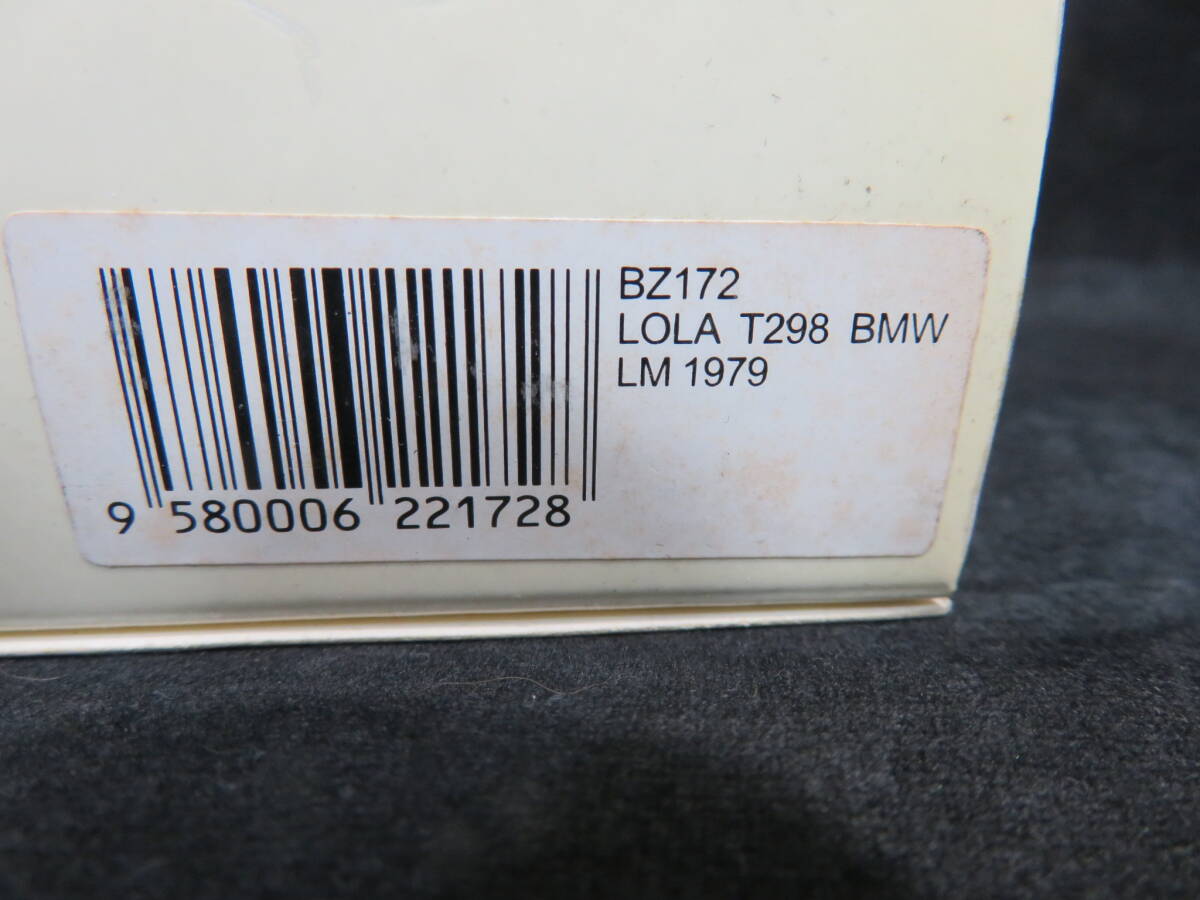 BZ172
LOLA T298 BMW
LM 1979
9 580006 221728